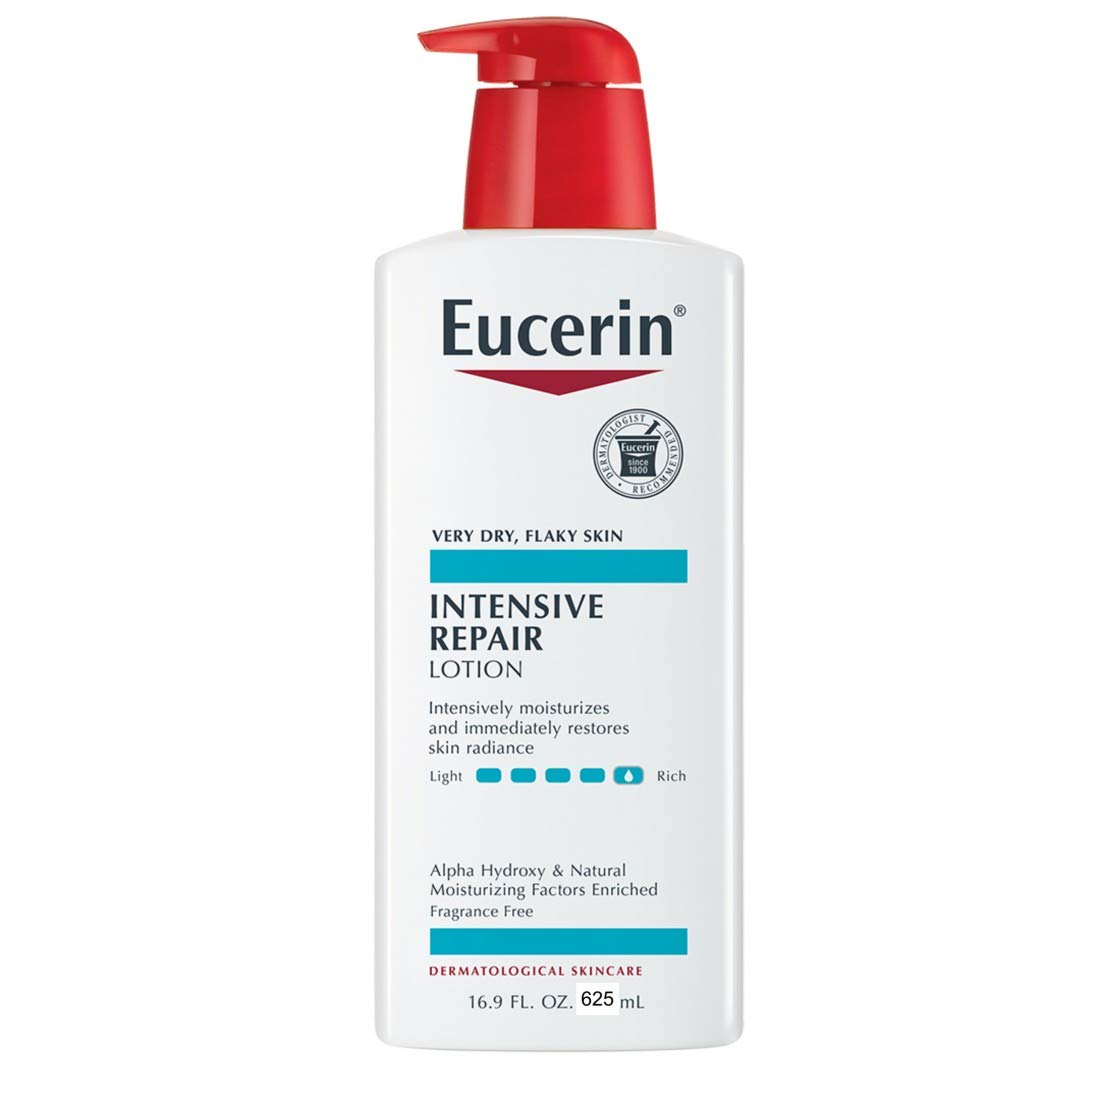 Eucerin®
DERMATOLOGIST RECOMMENDED
Eucerin
since
1900
VERY DRY, FLAKY SKIN
INTENSIVE
REPAIR
LOTION
Intensively moisturizes
and immediately restores
skin radiance
Light Rich
Alpha Hydroxy & Natural
Moisturizing Factors Enriched
Fragrance Free
DERMATOLOGICAL SKINCARE
16.9 FL. OZ. 625 mL